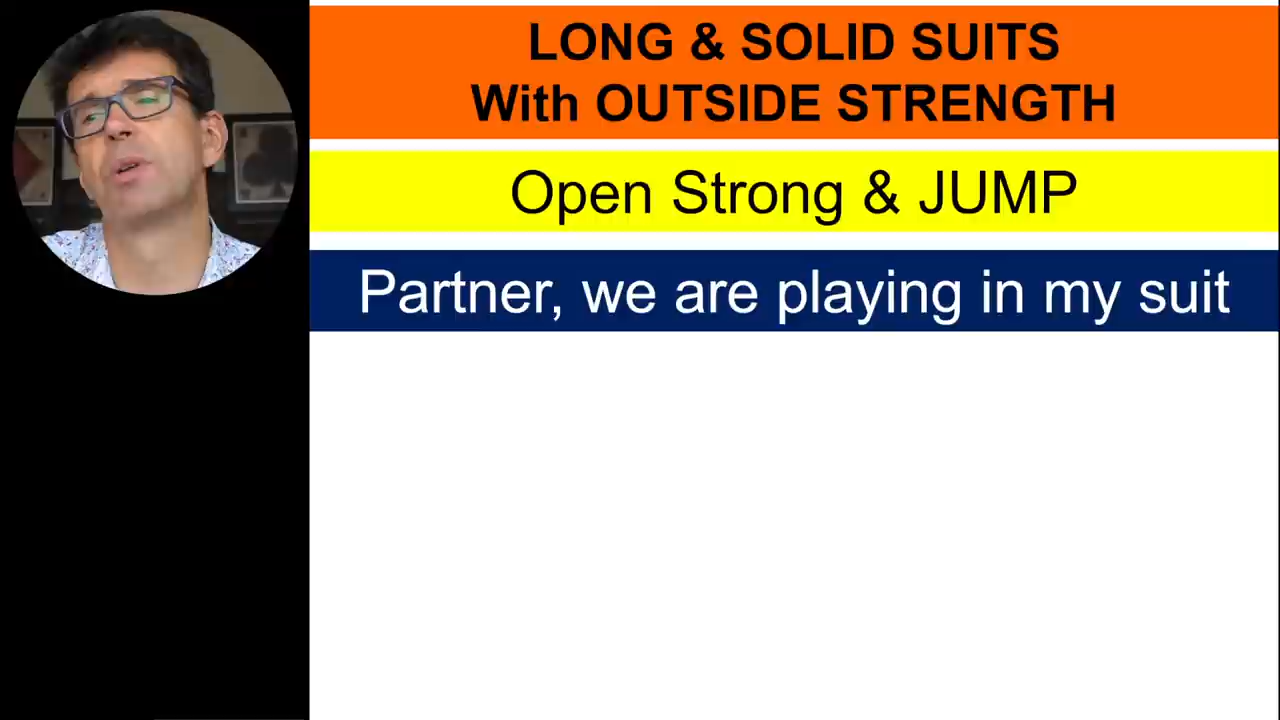 LONG & SOLID SUITS
With OUTSIDE STRENGTH
Open Strong & JUMP
Partner, we are playing in my suit